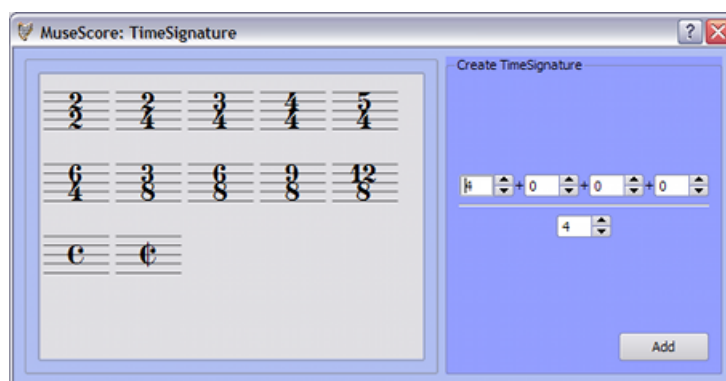 MuseScore: TimeSignature
Create TimeSignature
2 2 3 4 5
2 4 4 4 4
6 3 6 9 12
4 8 8 8 8
4 + 0 + 0 + 0
4
Add